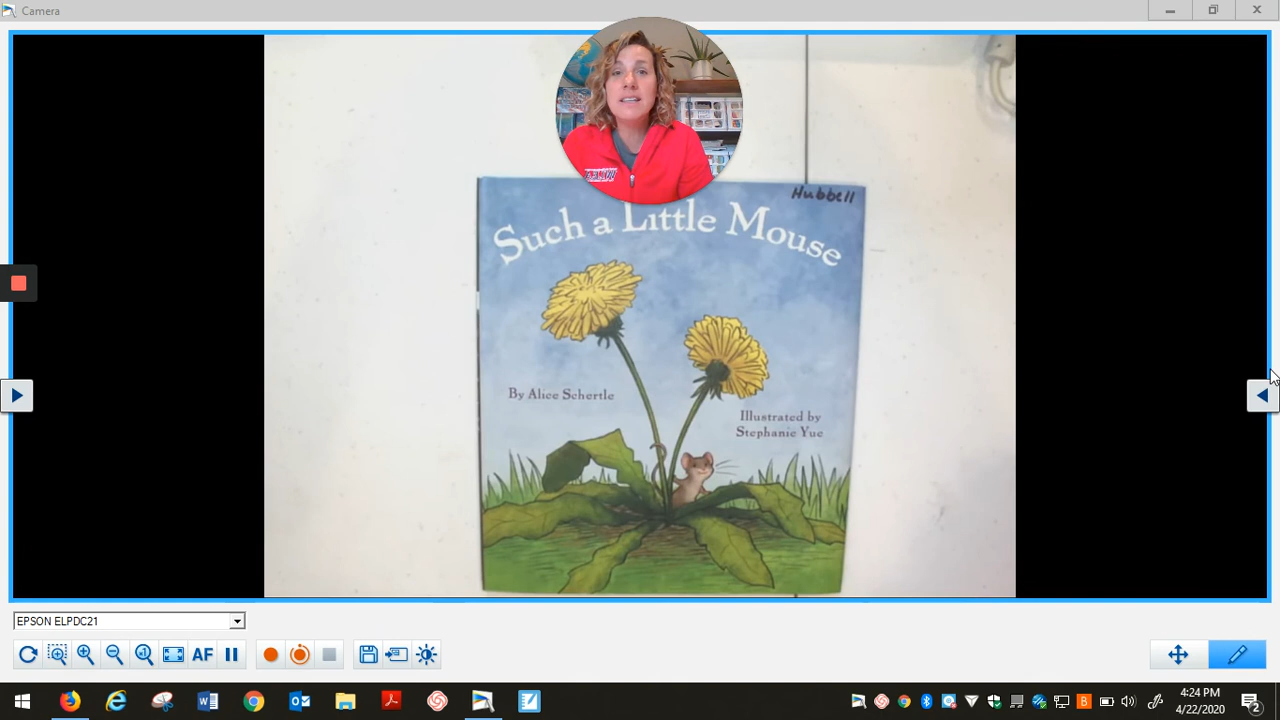 Camera
Hubbell
Such a Little Mouse
By Alice Schertle
Illustrated by
Stephanie Yue
EPSON ELPDC21
AF
4:24 PM
4/22/2020
2